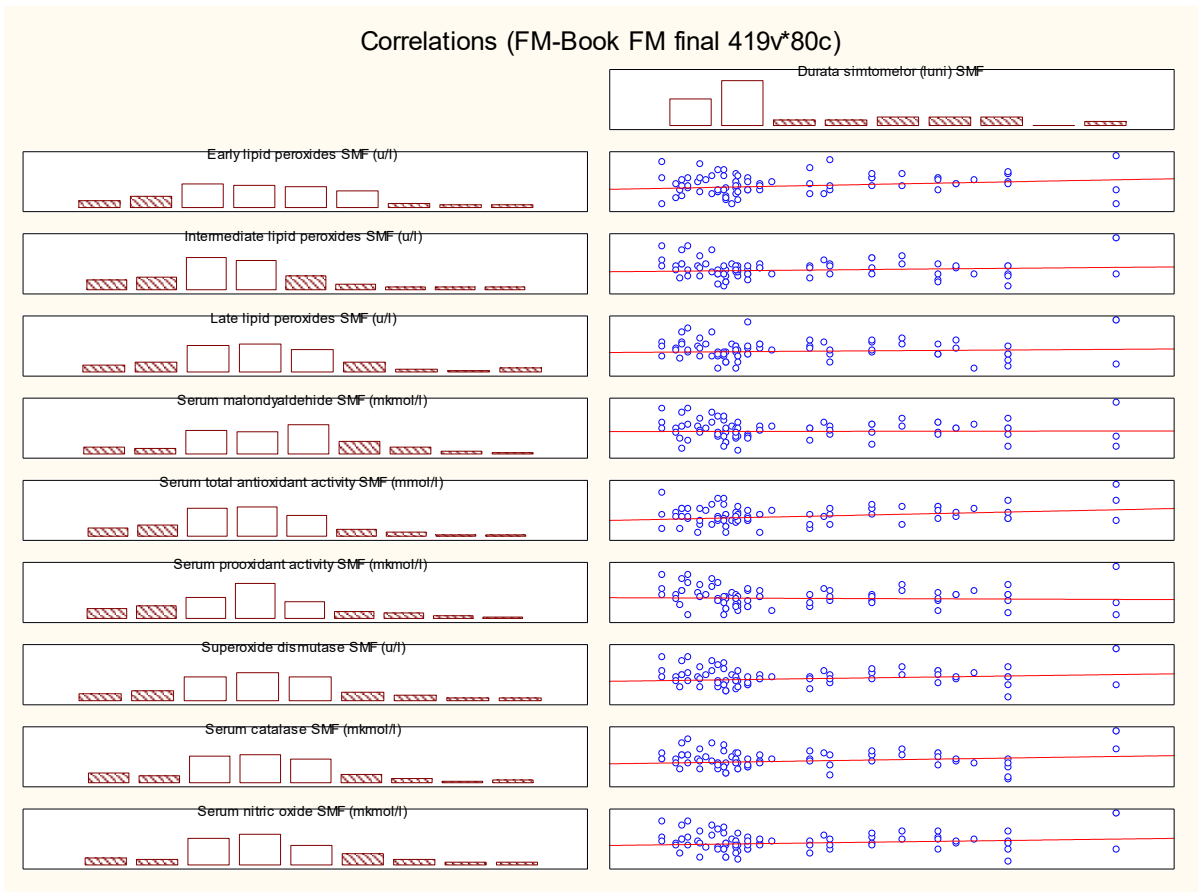 Correlations (FM-Book FM final 419v*80c)
Durata simtomelor (luni) SMF
Early lipid peroxides SMF (u/l)
Intermediate lipid peroxides SMF (u/l)
Late lipid peroxides SMF (u/l)
Serum malondyaldehide SMF (mkmol/l)
Serum total antioxidant activity SMF (mmol/l)
Serum prooxidant activity SMF (mkmol/l)
Superoxide dismutase SMF (u/l)
Serum catalase SMF (mkmol/l)
Serum nitric oxide SMF (mkmol/l)